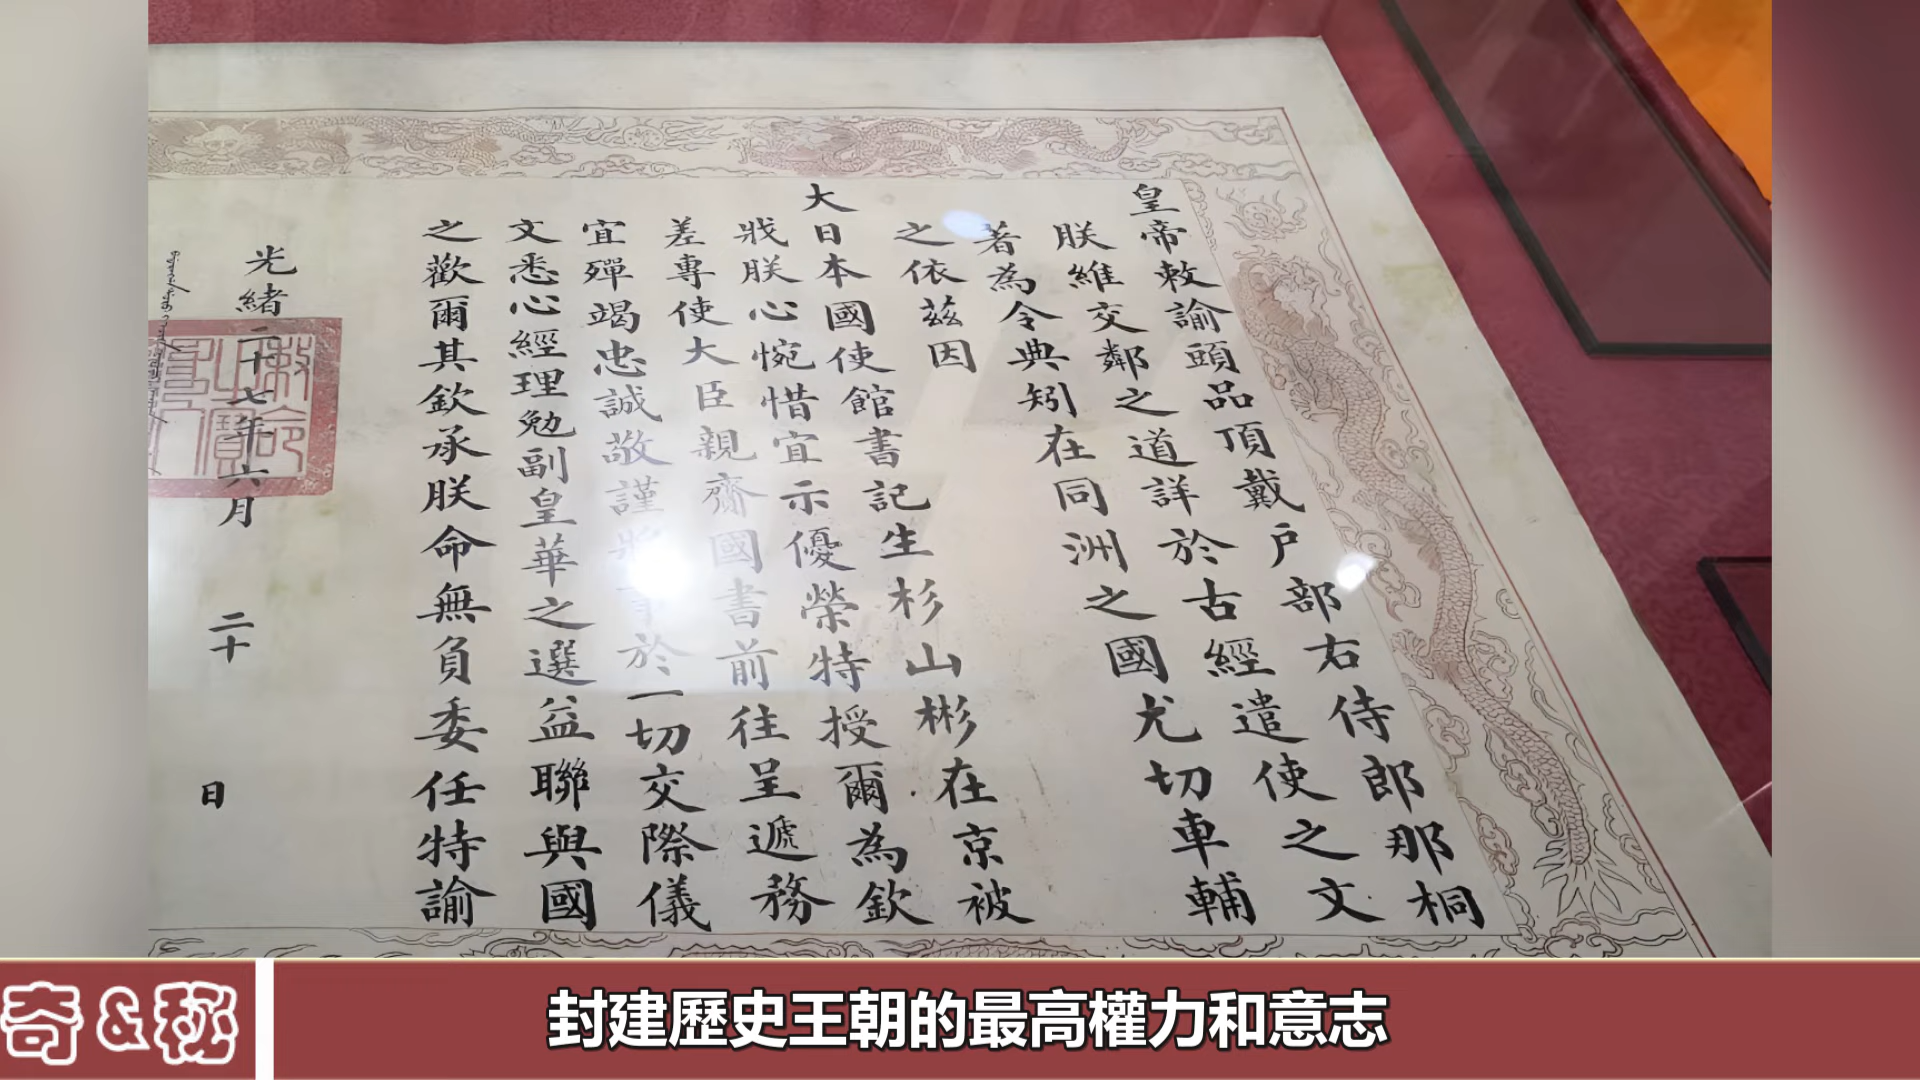 皇帝敕諭頭品頂戴戶部右侍郎那桐
朕維交鄰之道詳於古經遣使之文
著為令典矧在同洲之國尤切車輔
之依茲因
大日本國使館書記生杉山彬在京被
戕朕心惋惜宜示優榮特授爾為欽
差專使大臣親齎國書前往呈遞務
宜殫竭忠誠敬謹將事於一切交際儀
文悉心經理勉副皇華之選益聯與國
之歡爾其欽承朕命無負委任特諭
光緒二十七年六月二十日
敕命之寶
奇&秘
封建歷史王朝的最高權力和意志